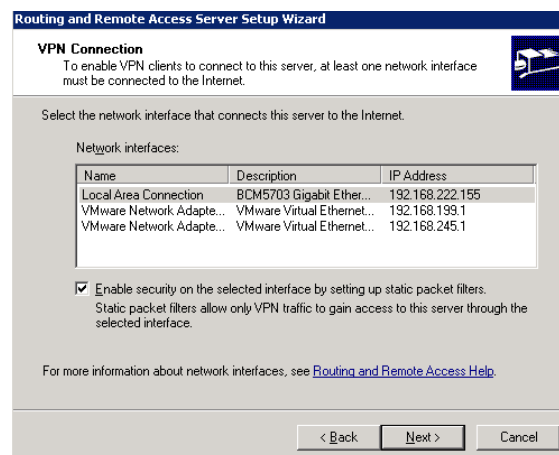 Routing and Remote Access Server Setup Wizard
VPN Connection
To enable VPN clients to connect to this server, at least one network interface
must be connected to the Internet.
Select the network interface that connects this server to the Internet.
Network interfaces:
Name Description IP Address
Local Area Connection BCM5703 Gigabit Ether... 192.168.222.155
VMware Network Adapte... VMware Virtual Ethernet... 192.168.199.1
VMware Network Adapte... VMware Virtual Ethernet... 192.168.245.1
Enable security on the selected interface by setting up static packet filters.
Static packet filters allow only VPN traffic to gain access to this server through the
selected interface.
For more information about network interfaces, see Routing and Remote Access Help.
< Back Next > Cancel